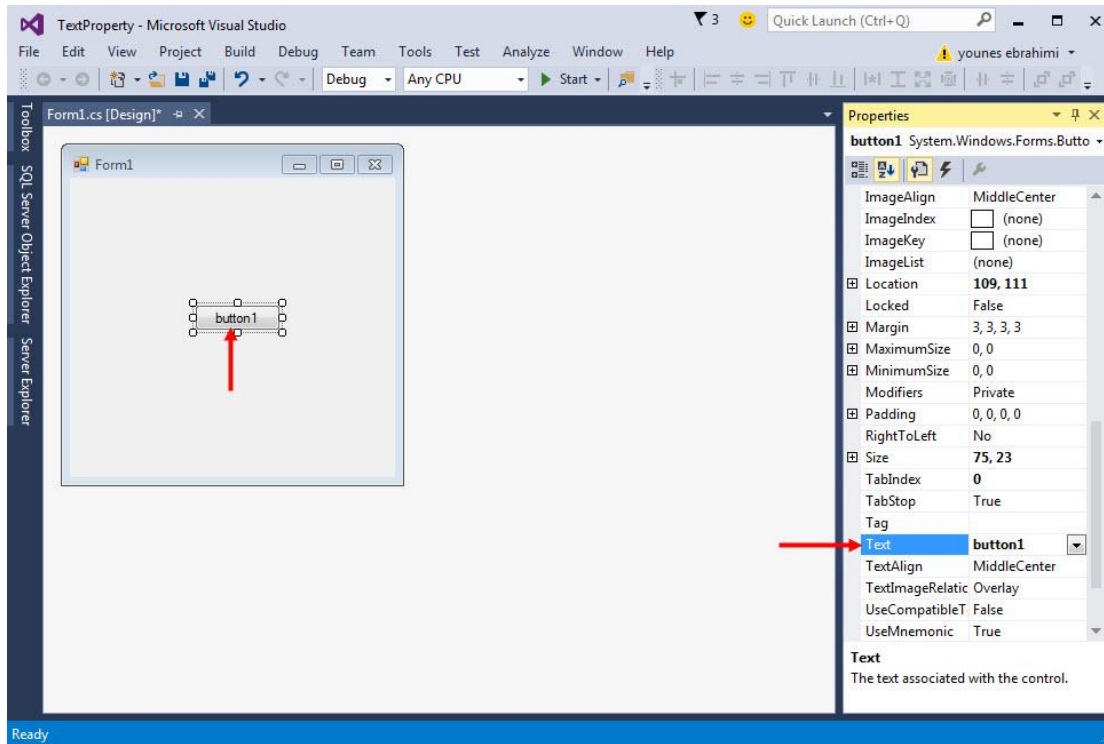 TextProperty - Microsoft Visual Studio
3
Quick Launch (Ctrl+Q)
File Edit View Project Build Debug Team Tools Test Analyze Window Help
younes ebrahimi
Debug Any CPU Start
Toolbox
SQL Server Object Explorer
Server Explorer
Form1.cs [Design]*
Form1
button1
Properties
button1 System.Windows.Forms.Butto
ImageAlign MiddleCenter
ImageIndex (none)
ImageKey (none)
ImageList (none)
Location 109, 111
Locked False
Margin 3, 3, 3, 3
MaximumSize 0, 0
MinimumSize 0, 0
Modifiers Private
Padding 0, 0, 0, 0
RightToLeft No
Size 75, 23
TabIndex 0
TabStop True
Tag
Text button1
TextAlign MiddleCenter
TextImageRelatic Overlay
UseCompatibleT False
UseMnemonic True
Text
The text associated with the control.
Ready